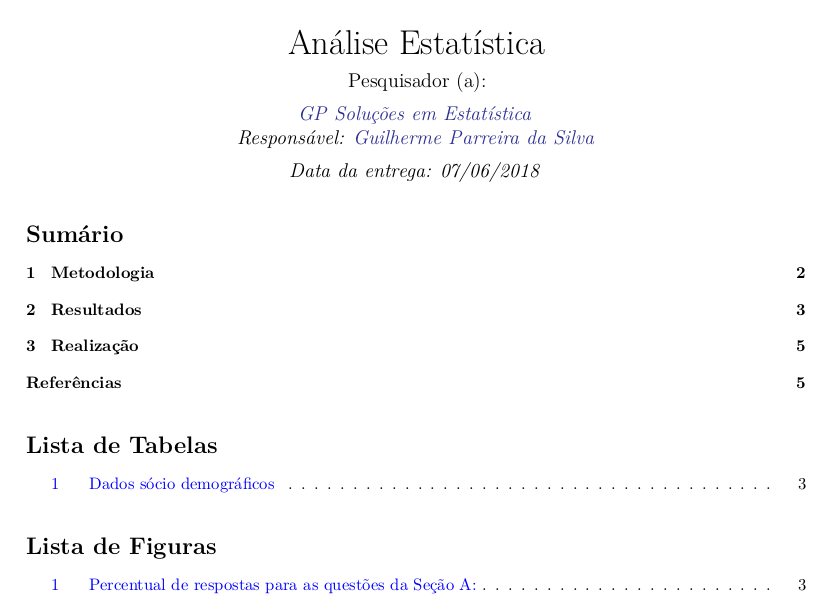 Análise Estatística
Pesquisador (a):
GP Soluções em Estatística
Responsável: Guilherme Parreira da Silva
Data da entrega: 07/06/2018
Sumário
1 Metodologia 2
2 Resultados 3
3 Realização 5
Referências 5
Lista de Tabelas
1 Dados sócio demográficos . . . . . . . . . . . . . . . . . . . . . . . . . . . . . . . . . . . . . . 3
Lista de Figuras
1 Percentual de respostas para as questões da Seção A: . . . . . . . . . . . . . . . . . . . . . . . 3